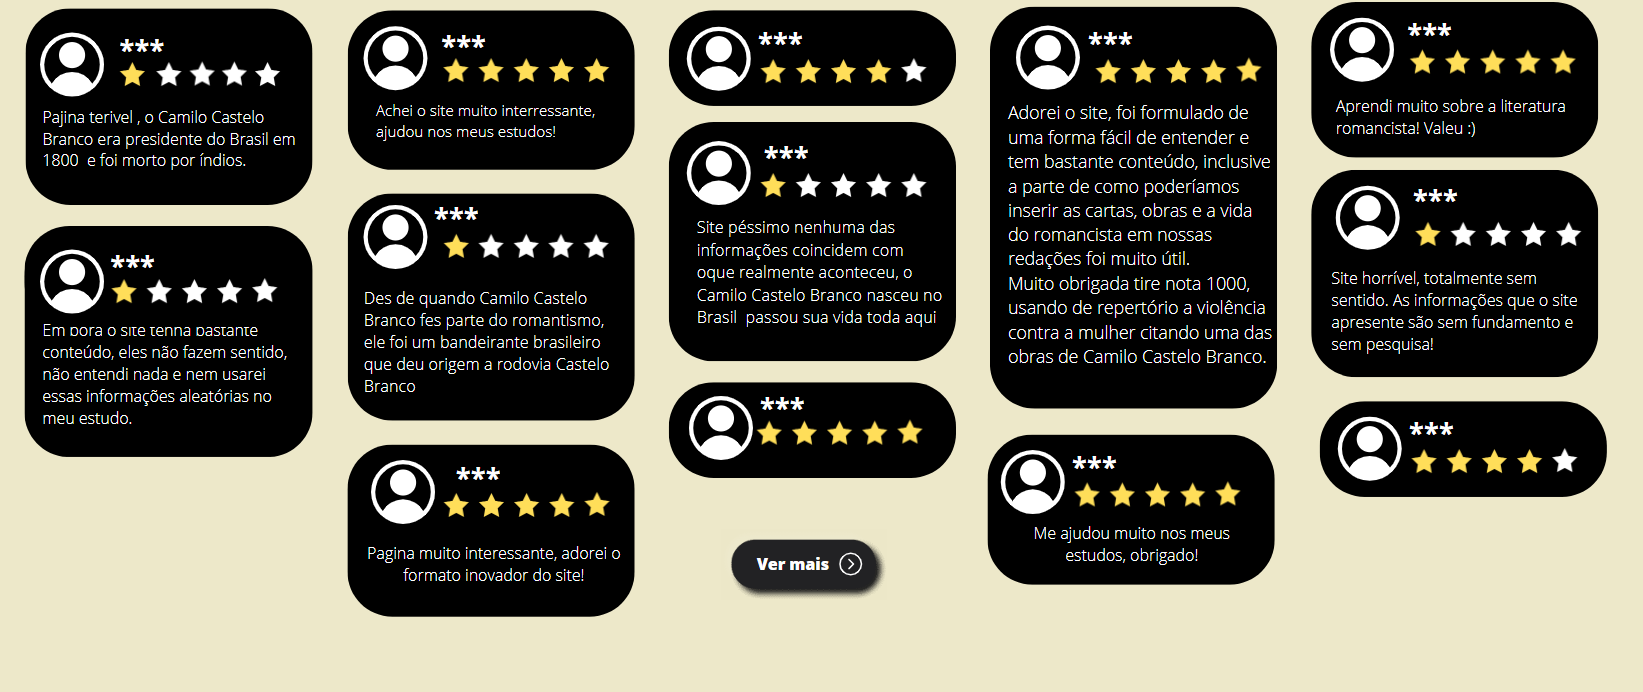 ***
Pajina terivel , o Camilo Castelo
Branco era presidente do Brasil em
1800 e foi morto por índios.
***
Em bora o site tenha bastante
conteúdo, eles não fazem sentido,
não entendi nada e nem usarei
essas informações aleatórias no
meu estudo.
***
Achei o site muito interressante,
ajudou nos meus estudos!
***
Des de quando Camilo Castelo
Branco fes parte do romantismo,
ele foi um bandeirante brasileiro
que deu origem a rodovia Castelo
Branco
***
Pagina muito interessante, adorei o
formato inovador do site!
***
***
Site péssimo nenhuma das
informações coincidem com
oque realmente aconteceu, o
Camilo Castelo Branco nasceu no
Brasil passou sua vida toda aqui
***
Ver mais
***
Adorei o site, foi formulado de
uma forma fácil de entender e
tem bastante conteúdo, inclusive
a parte de como poderíamos
inserir as cartas, obras e a vida
do romancista em nossas
redações foi muito útil.
Muito obrigada tire nota 1000,
usando de repertório a violência
contra a mulher citando uma das
obras de Camilo Castelo Branco.
***
Me ajudou muito nos meus
estudos, obrigado!
***
Aprendi muito sobre a literatura
romancista! Valeu :)
***
Site horrível, totalmente sem
sentido. As informações que o site
apresente são sem fundamento e
sem pesquisa!
***